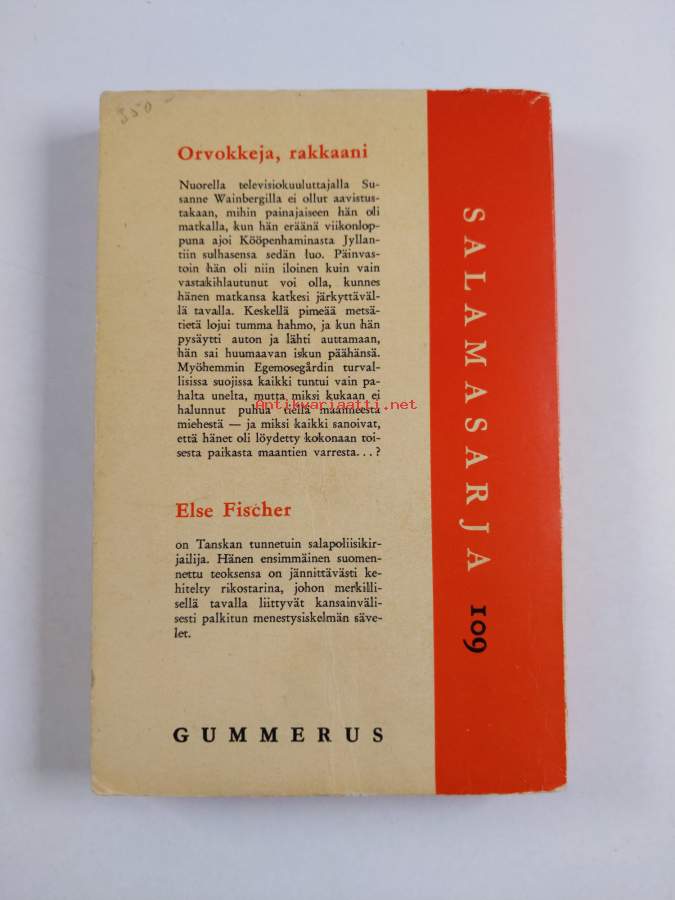 350 -
Orvokkeja, rakkaani
Nuorella televisiokuuluttajalla Su-
sanne Wainbergilla ei ollut aavistus-
takaan, mihin painajaiseen hän oli
matkalla, kun hän eräänä viikonlop-
puna ajoi Kööpenhaminasta Jyllan-
tiin sulhasensa sedän luo. Päinvas-
toin hän oli niin iloinen kuin vain
vastakihlautunut voi olla, kunnes
hänen matkansa katkesi järkyttäväl-
lä tavalla. Keskellä pimeää metsä-
tietä lojui tumma hahmo, ja kun hän
pysäytti auton ja lähti auttamaan,
hän sai huumaavan iskun päähänsä.
Myöhemmin Egemosegårdin turval-
lisissa suojissa kaikki tuntui vain pa-
halta unelta, mutta miksi kukaan ei
halunnut puhua tiellä maanneesta
miehestä — ja miksi kaikki sanoivat,
että hänet oli löydetty kokonaan toi-
sesta paikasta maantien varresta...?
Antikvariaatti.net
Else Fischer
on Tanskan tunnetuin salapoliisikir-
jailija. Hänen ensimmäinen suomen-
nettu teoksensa on jännittävästi ke-
hitelty rikostarina, johon merkilli-
sellä tavalla liittyvät kansainväli-
sesti palkitun menestysiskelmän säve-
let.
GUMMERUS
SALAMASARJA 109